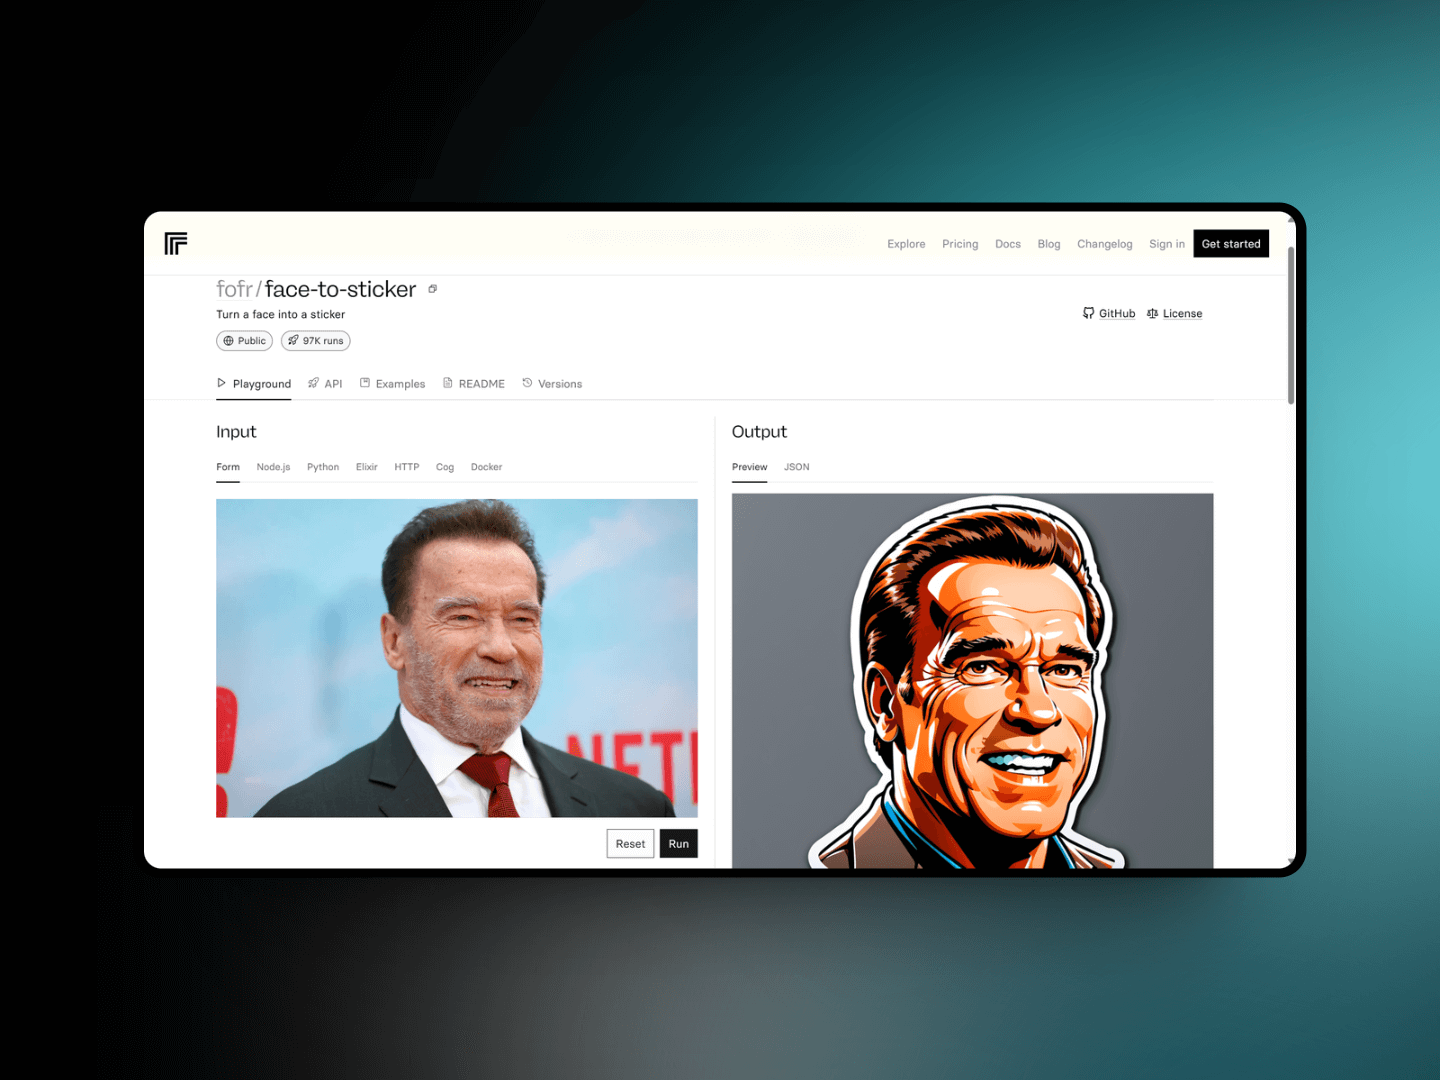 Explore Pricing Docs Blog Changelog Sign in Get started
fofr/face-to-sticker
Turn a face into a sticker
GitHub License
Public 97K runs
Playground API Examples README Versions
Input
Form Node.js Python Elixir HTTP Cog Docker
NETF
Reset Run
Output
Preview JSON